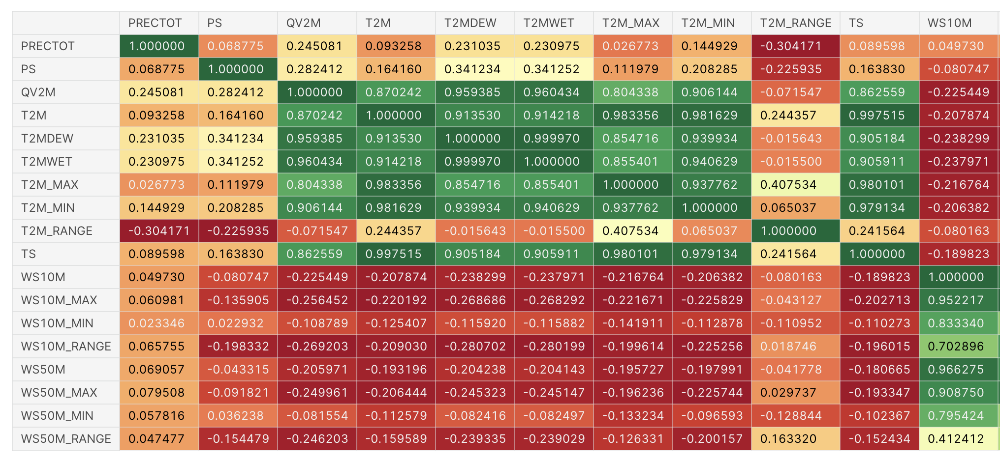 PRECTOT PS QV2M T2M T2MDEW T2MWET T2M_MAX T2M_MIN T2M_RANGE TS WS10M
PRECTOT 1.000000 0.068775 0.245081 0.093258 0.231035 0.230975 0.026773 0.144929 -0.304171 0.089598 0.049730
PS 0.068775 1.000000 0.282412 0.164160 0.341234 0.341252 0.111979 0.208285 -0.225935 0.163830 -0.080747
QV2M 0.245081 0.282412 1.000000 0.870242 0.959385 0.960434 0.804338 0.906144 -0.071547 0.862559 -0.225449
T2M 0.093258 0.164160 0.870242 1.000000 0.913530 0.914218 0.983356 0.981629 0.244357 0.997515 -0.207874
T2MDEW 0.231035 0.341234 0.959385 0.913530 1.000000 0.999970 0.854716 0.939934 -0.015643 0.905184 -0.238299
T2MWET 0.230975 0.341252 0.960434 0.914218 0.999970 1.000000 0.855401 0.940629 -0.015500 0.905911 -0.237971
T2M_MAX 0.026773 0.111979 0.804338 0.983356 0.854716 0.855401 1.000000 0.937762 0.407534 0.980101 -0.216764
T2M_MIN 0.144929 0.208285 0.906144 0.981629 0.939934 0.940629 0.937762 1.000000 0.065037 0.979134 -0.206382
T2M_RANGE -0.304171 -0.225935 -0.071547 0.244357 -0.015643 -0.015500 0.407534 0.065037 1.000000 0.241564 -0.080163
TS 0.089598 0.163830 0.862559 0.997515 0.905184 0.905911 0.980101 0.979134 0.241564 1.000000 -0.189823
WS10M 0.049730 -0.080747 -0.225449 -0.207874 -0.238299 -0.237971 -0.216764 -0.206382 -0.080163 -0.189823 1.000000
WS10M_MAX 0.060981 -0.135905 -0.256452 -0.220192 -0.268686 -0.268292 -0.221671 -0.225829 -0.043127 -0.202713 0.952217
WS10M_MIN 0.023346 0.022932 -0.108789 -0.125407 -0.115920 -0.115882 -0.141911 -0.112878 -0.110952 -0.110273 0.833340
WS10M_RANGE 0.065755 -0.198332 -0.269203 -0.209030 -0.280702 -0.280199 -0.199614 -0.225256 0.018746 -0.196015 0.702896
WS50M 0.069057 -0.043315 -0.205971 -0.193196 -0.204238 -0.204143 -0.195727 -0.197991 -0.041778 -0.180665 0.966275
WS50M_MAX 0.079508 -0.091821 -0.249961 -0.206444 -0.245323 -0.245147 -0.196236 -0.225744 0.029737 -0.193347 0.908750
WS50M_MIN 0.057816 0.036238 -0.081554 -0.112579 -0.082416 -0.082497 -0.133234 -0.096593 -0.128844 -0.102367 0.795424
WS50M_RANGE 0.047477 -0.154479 -0.246203 -0.159589 -0.239335 -0.239029 -0.126331 -0.200157 0.163320 -0.152434 0.412412